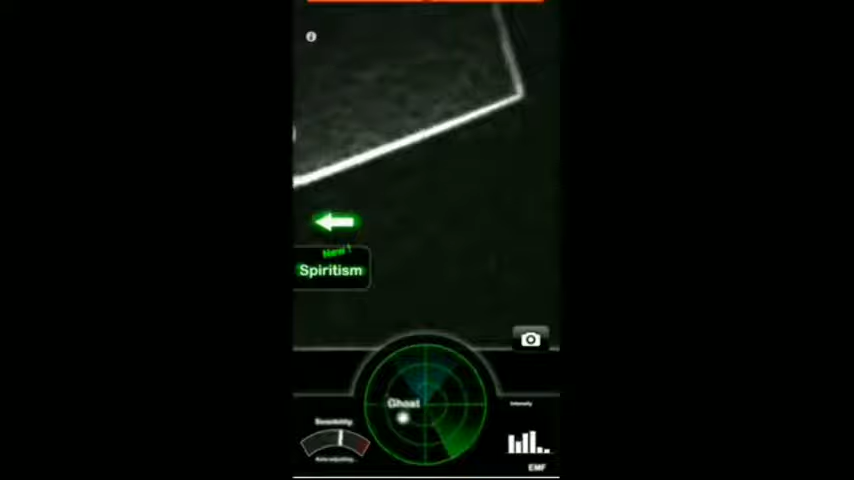 New!
Spiritism
Ghost
Intensity
Sensibility
EMF